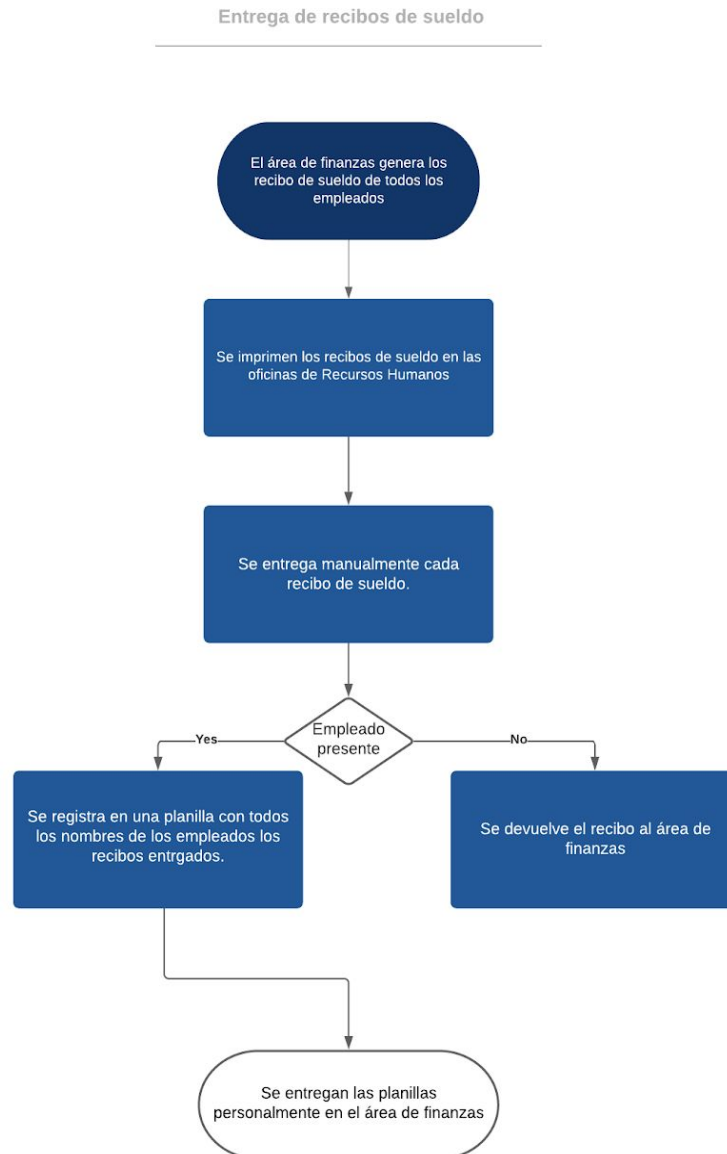 Entrega de recibos de sueldo
El área de finanzas genera los
recibo de sueldo de todos los
empleados
Se imprimen los recibos de sueldo en las
oficinas de Recursos Humanos
Se entrega manualmente cada
recibo de sueldo.
Empleado
presente
Yes
No
Se registra en una planilla con todos
los nombres de los empleados los
recibos entrgados.
Se devuelve el recibo al área de
finanzas
Se entregan las planillas
personalmente en el área de finanzas